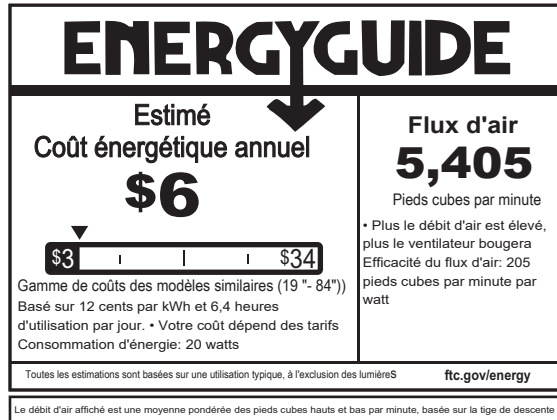 ENERGYGUIDE
Estimé
Coût énergétique annuel
$6
$3 $34
Gamme de coûts des modèles similaires (19 "- 84"))
Basé sur 12 cents par kWh et 6,4 heures
d'utilisation par jour. • Votre coût dépend des tarifs
Consommation d'énergie: 20 watts
Flux d'air
5,405
Pieds cubes par minute
• Plus le débit d'air est élevé,
plus le ventilateur bougera
Efficacité du flux d'air: 205
pieds cubes par minute par
watt
Toutes les estimations sont basées sur une utilisation typique, à l'exclusion des lumièreS
ftc.gov/energy
Le débit d'air affiché est une moyenne pondérée des pieds cubes hauts et bas par minute, basée sur la tige de descente